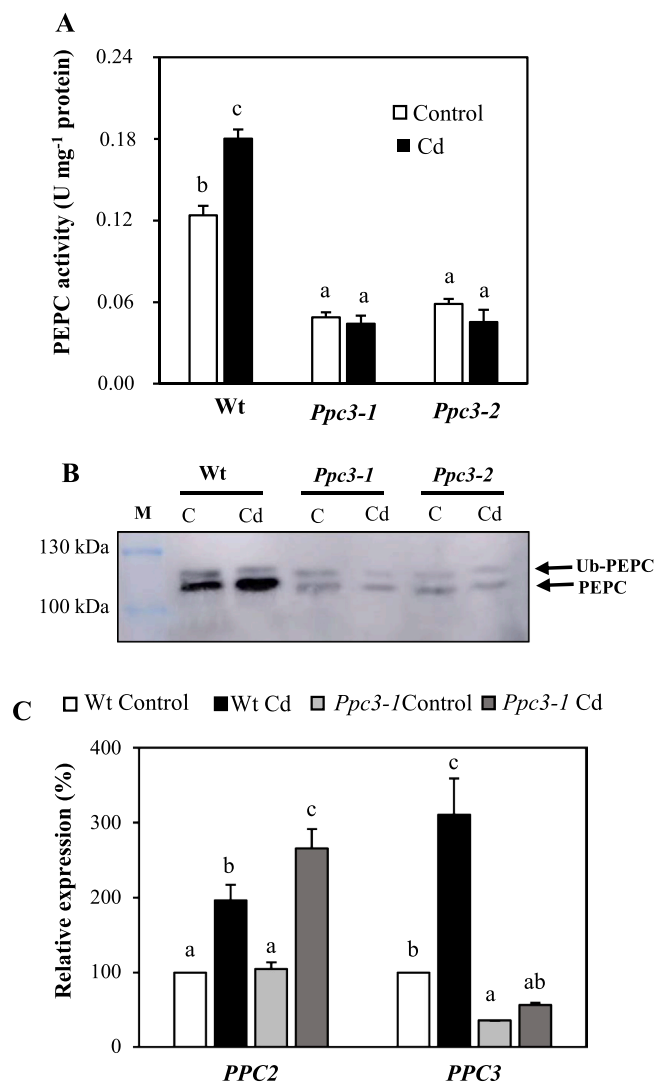 A
PEPC activity (U mg⁻¹ protein)
0.24
0.18
0.12
0.06
0.00
Control
Cd
b
c
a
a
a
a
Wt
Ppc3-1
Ppc3-2
B
Wt
Ppc3-1
Ppc3-2
M
C
Cd
C
Cd
C
Cd
130 kDa
100 kDa
Ub-PEPC
PEPC
C
Wt Control
Wt Cd
Ppc3-1Control
Ppc3-1 Cd
Relative expression (%)
400
300
200
100
0
a
b
a
c
b
c
a
ab
PPC2
PPC3